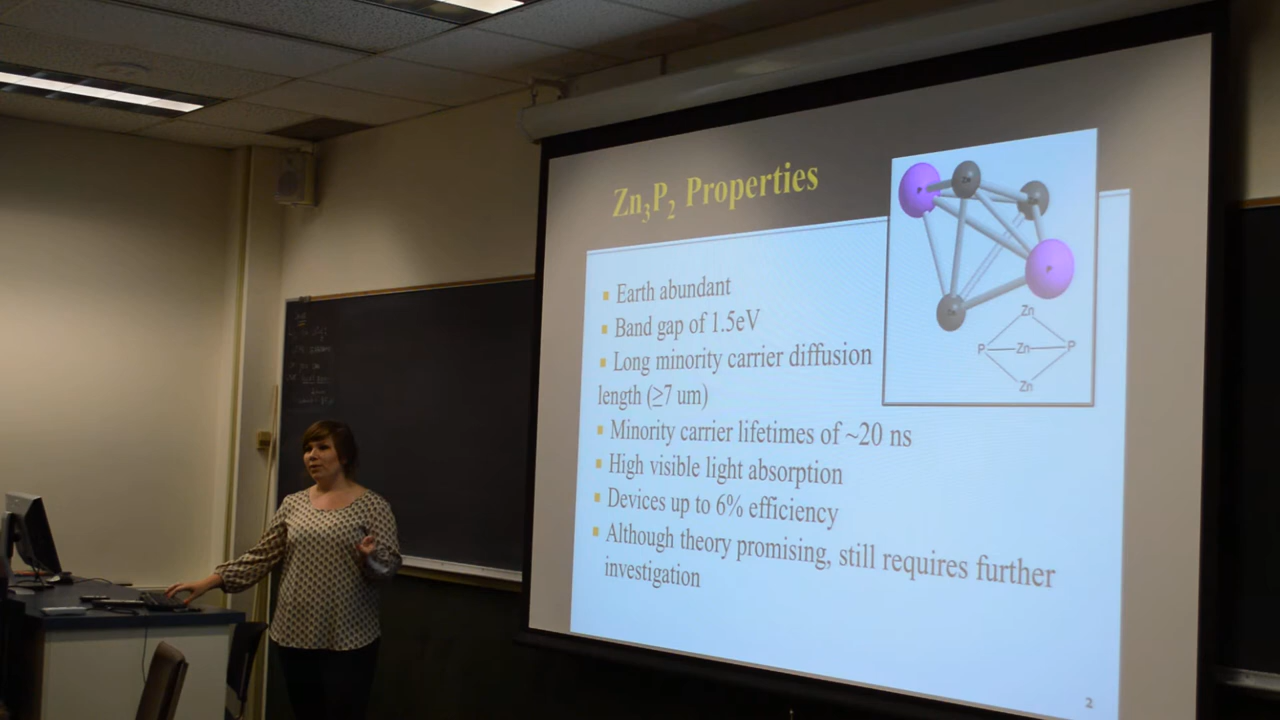 Zn₃P₂ Properties
Earth abundant
Band gap of 1.5eV
Long minority carrier diffusion
length (≥7 um)
Minority carrier lifetimes of ~20 ns
High visible light absorption
Devices up to 6% efficiency
Although theory promising, still requires further
investigation
Zn
P Zn P
Zn
2